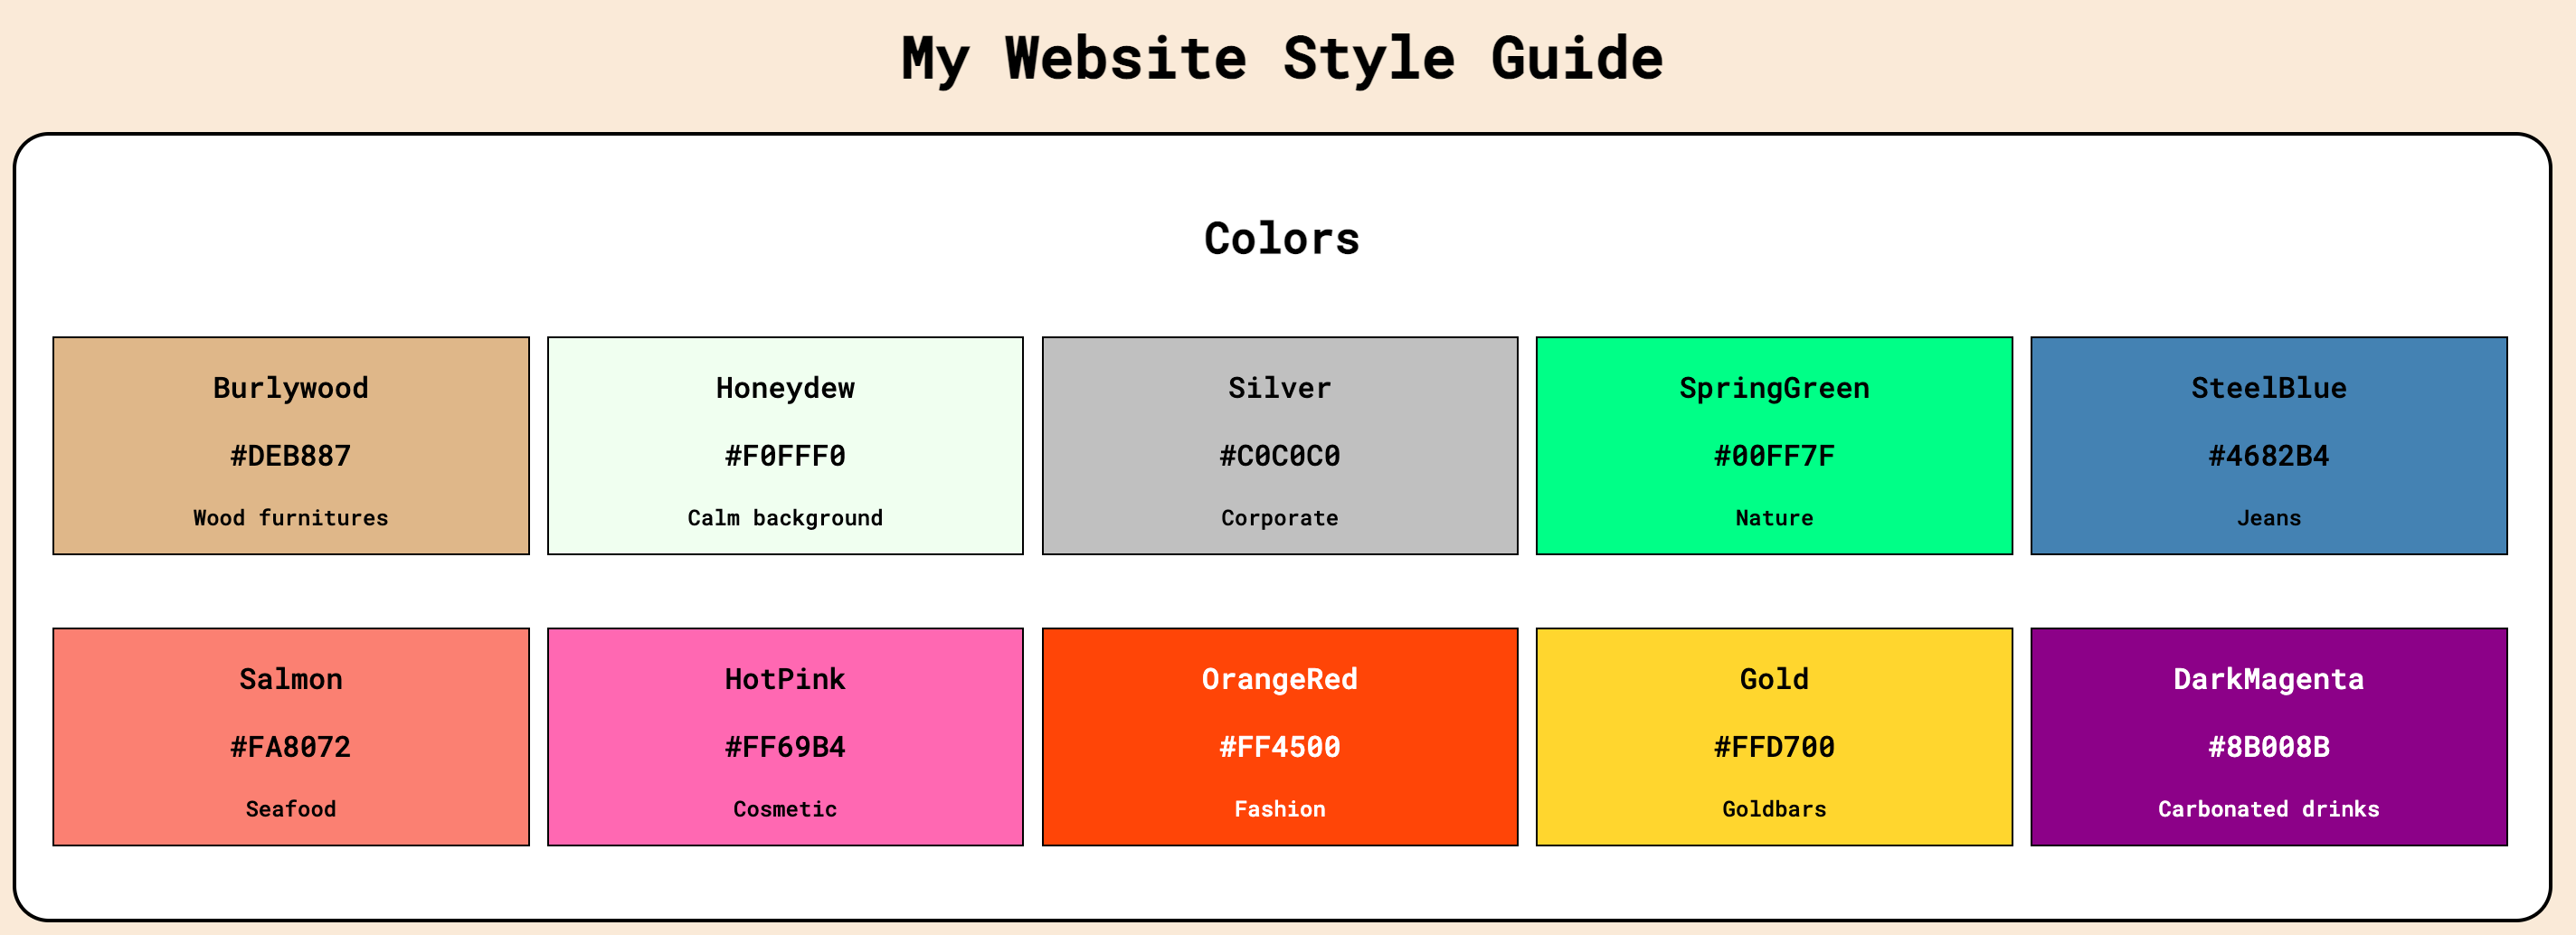 My Website Style Guide
Colors
Burlywood
#DEB887
Wood furnitures
Honeydew
#F0FFF0
Calm background
Silver
#C0C0C0
Corporate
SpringGreen
#00FF7F
Nature
SteelBlue
#4682B4
Jeans
Salmon
#FA8072
Seafood
HotPink
#FF69B4
Cosmetic
OrangeRed
#FF4500
Fashion
Gold
#FFD700
Goldbars
DarkMagenta
#8B008B
Carbonated drinks